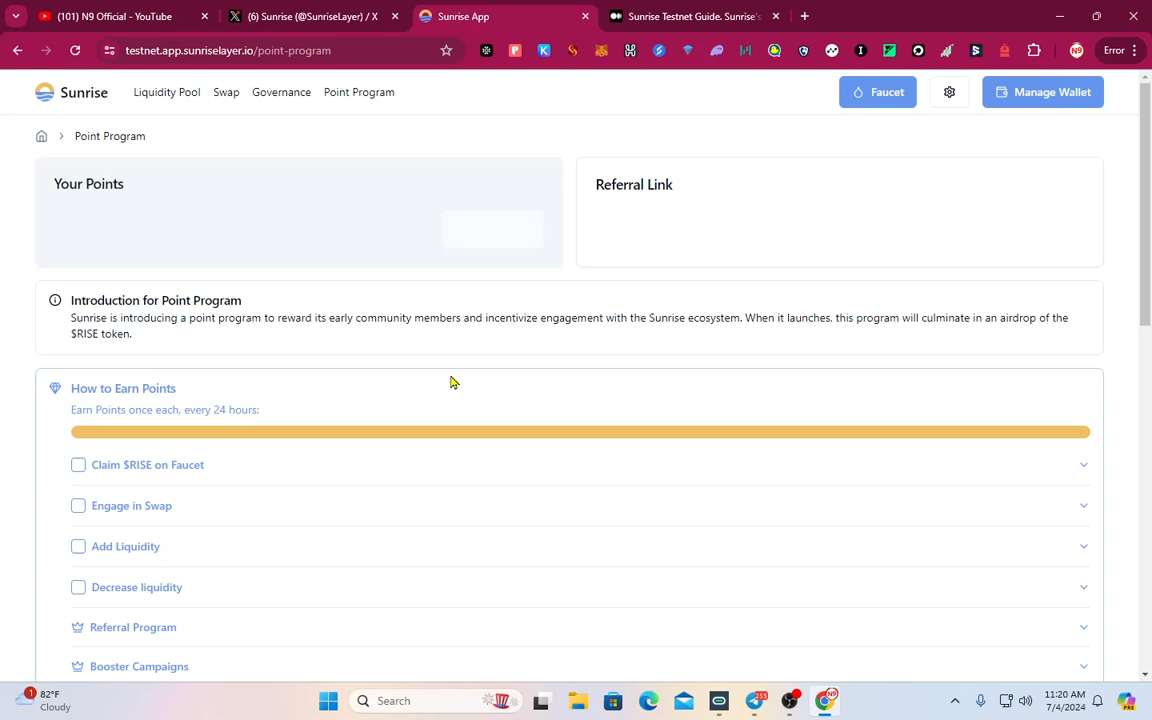 (101) N9 Official - YouTube
(6) Sunrise (@SunriseLayer) / X
Sunrise App
Sunrise Testnet Guide. Sunrise's
testnet.app.sunriselayer.io/point-program
N9
Error
Sunrise
Liquidity Pool
Swap
Governance
Point Program
Faucet
Manage Wallet
Point Program
Your Points
Referral Link
Introduction for Point Program
Sunrise is introducing a point program to reward its early community members and incentivize engagement with the Sunrise ecosystem. When it launches, this program will culminate in an airdrop of the
$RISE token.
How to Earn Points
Earn Points once each, every 24 hours:
Claim $RISE on Faucet
Engage in Swap
Add Liquidity
Decrease liquidity
Referral Program
Booster Campaigns
1
82°F
Cloudy
Search
255
N9
11:20 AM
7/4/2024
PRE